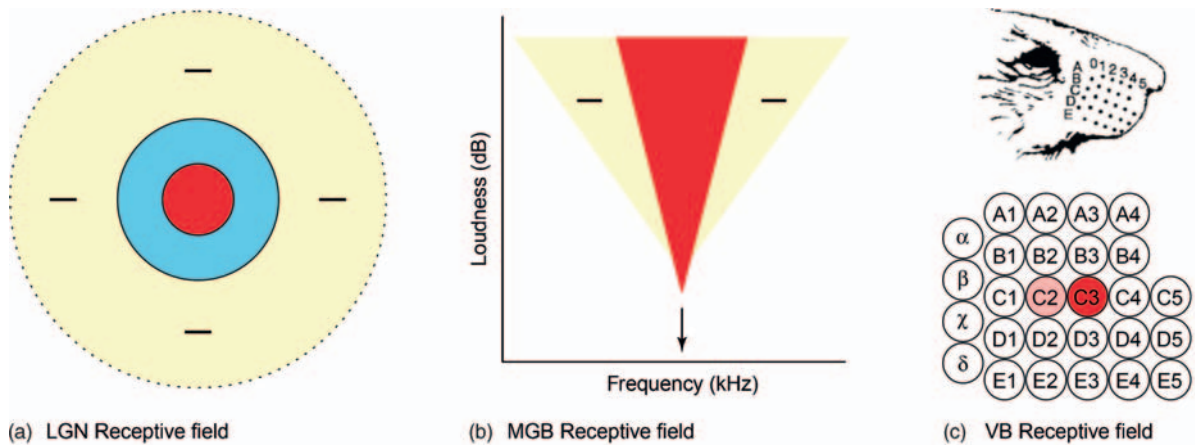 Loudness (dB)
Frequency (kHz)
A 0 1 2 3 4 5
B
C
D
E
A1 A2 A3 A4
α
B1 B2 B3 B4
β
C1 C2 C3 C4 C5
χ
D1 D2 D3 D4 D5
δ
E1 E2 E3 E4 E5
(a) LGN Receptive field
(b) MGB Receptive field
(c) VB Receptive field